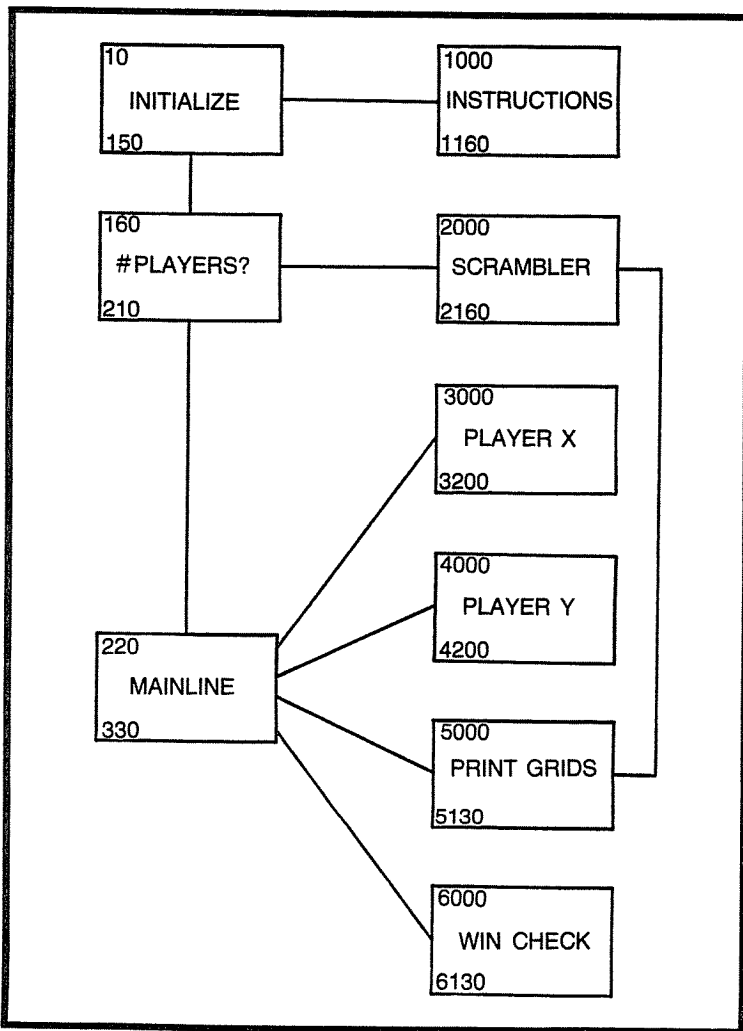 10
INITIALIZE
150
1000
INSTRUCTIONS
1160
160
#PLAYERS?
210
2000
SCRAMBLER
2160
3000
PLAYER X
3200
4000
PLAYER Y
4200
220
MAINLINE
330
5000
PRINT GRIDS
5130
6000
WIN CHECK
6130